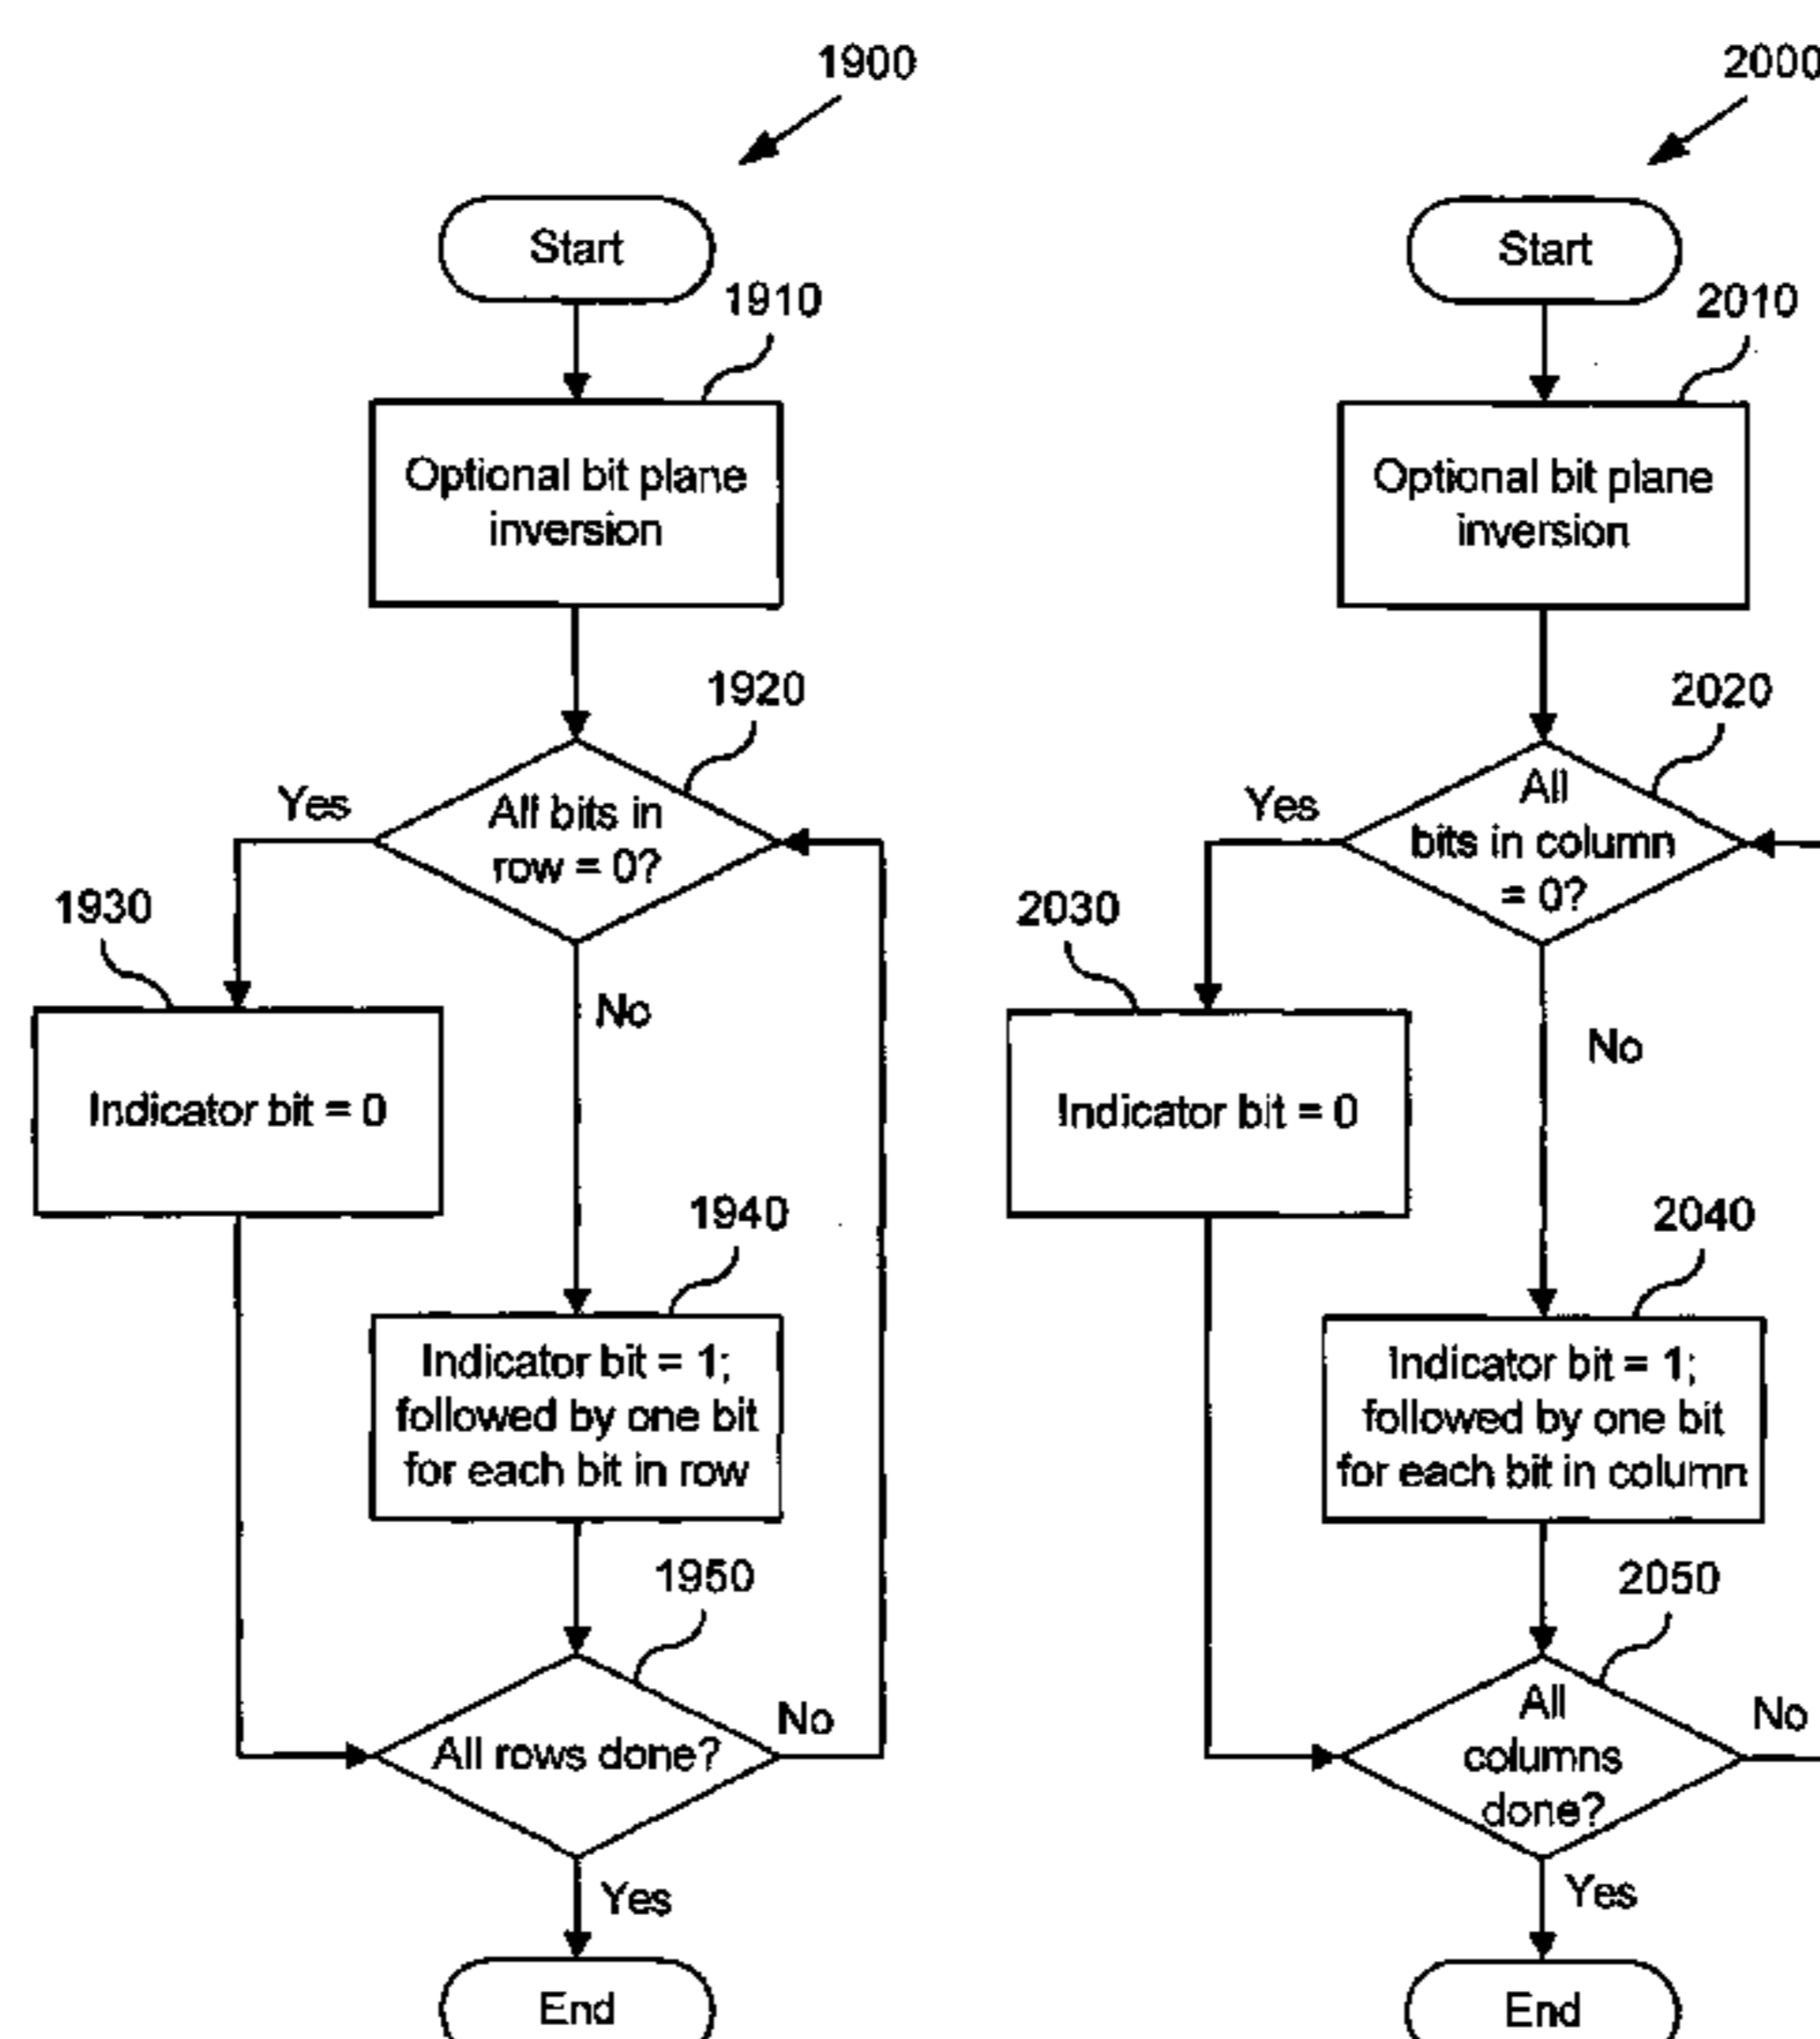 1900
Start
1910
Optional bit plane
inversion
1920
All bits in
row = 0?
Yes
1930
No
Indicator bit = 0
1940
Indicator bit = 1;
followed by one bit
for each bit in row
1950
All rows done?
No
Yes
End
2000
Start
2010
Optional bit plane
inversion
2020
All
bits in column
= 0?
Yes
2030
No
Indicator bit = 0
2040
Indicator bit = 1;
followed by one bit
for each bit in column
2050
All
columns
done?
No
Yes
End